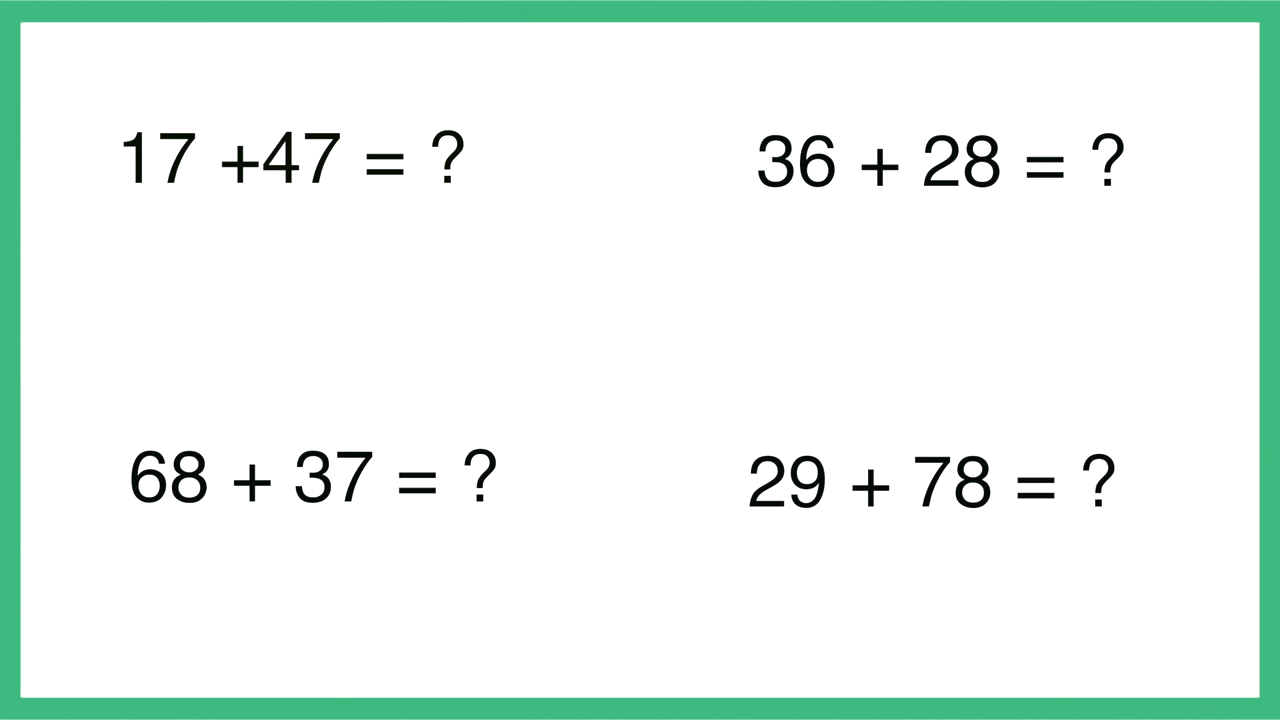 17 +47 = ?
36 + 28 = ?
68 + 37 = ?
29 + 78 = ?